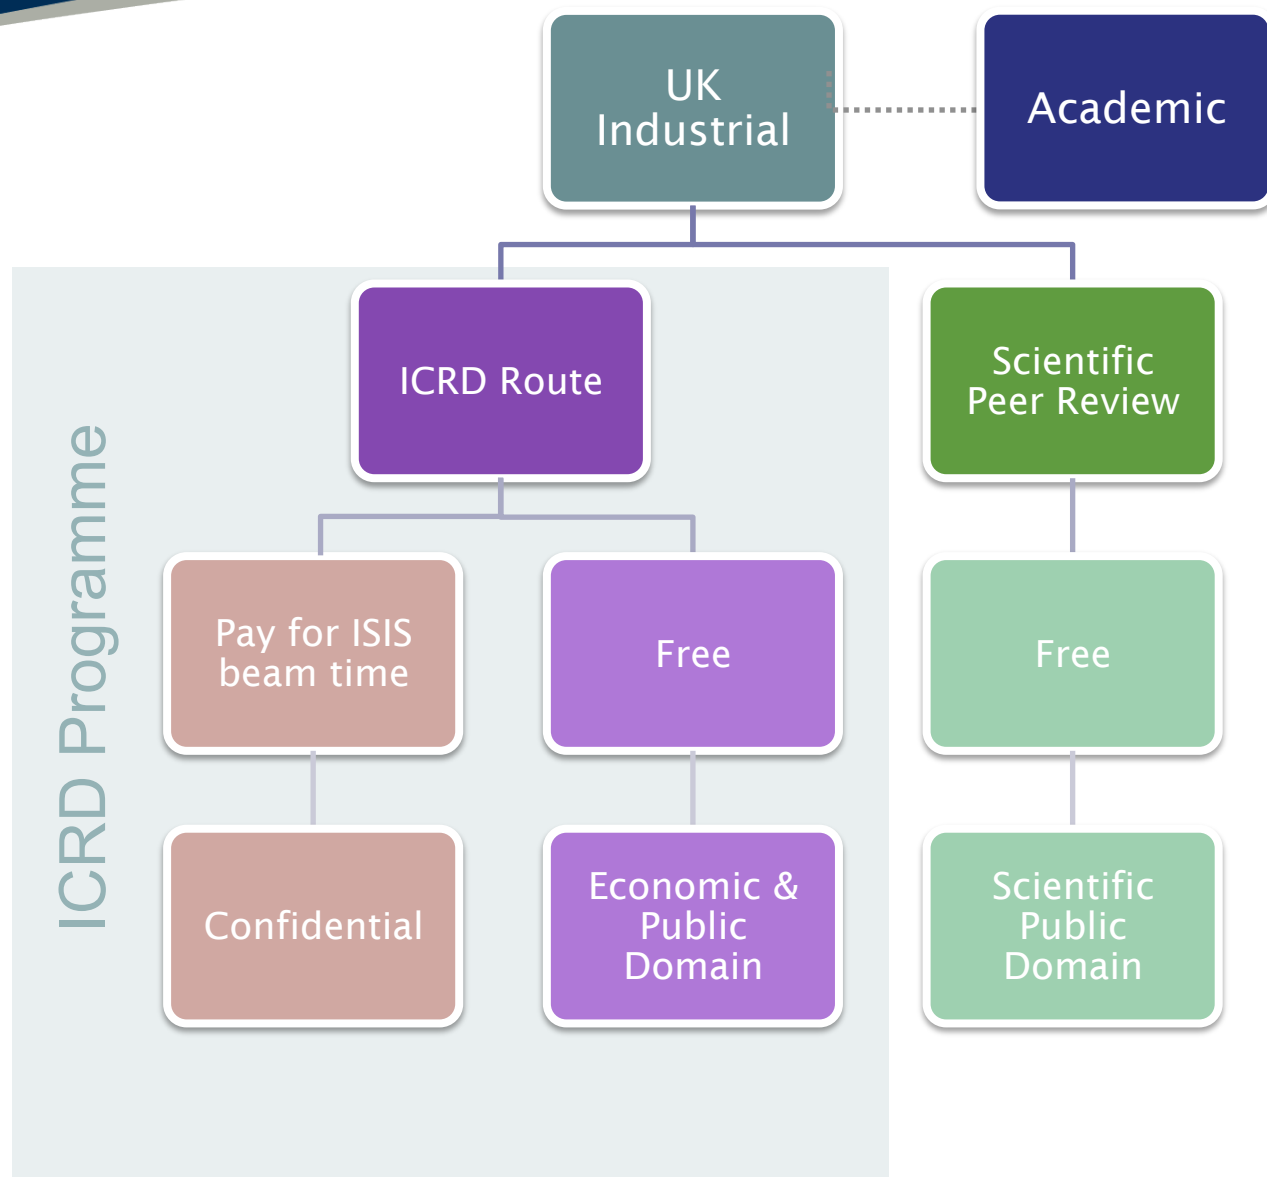 UK
Industrial
Academic
ICRD Programme
ICRD Route
Scientific
Peer Review
Pay for ISIS
beam time
Free
Free
Confidential
Economic &
Public
Domain
Scientific
Public
Domain